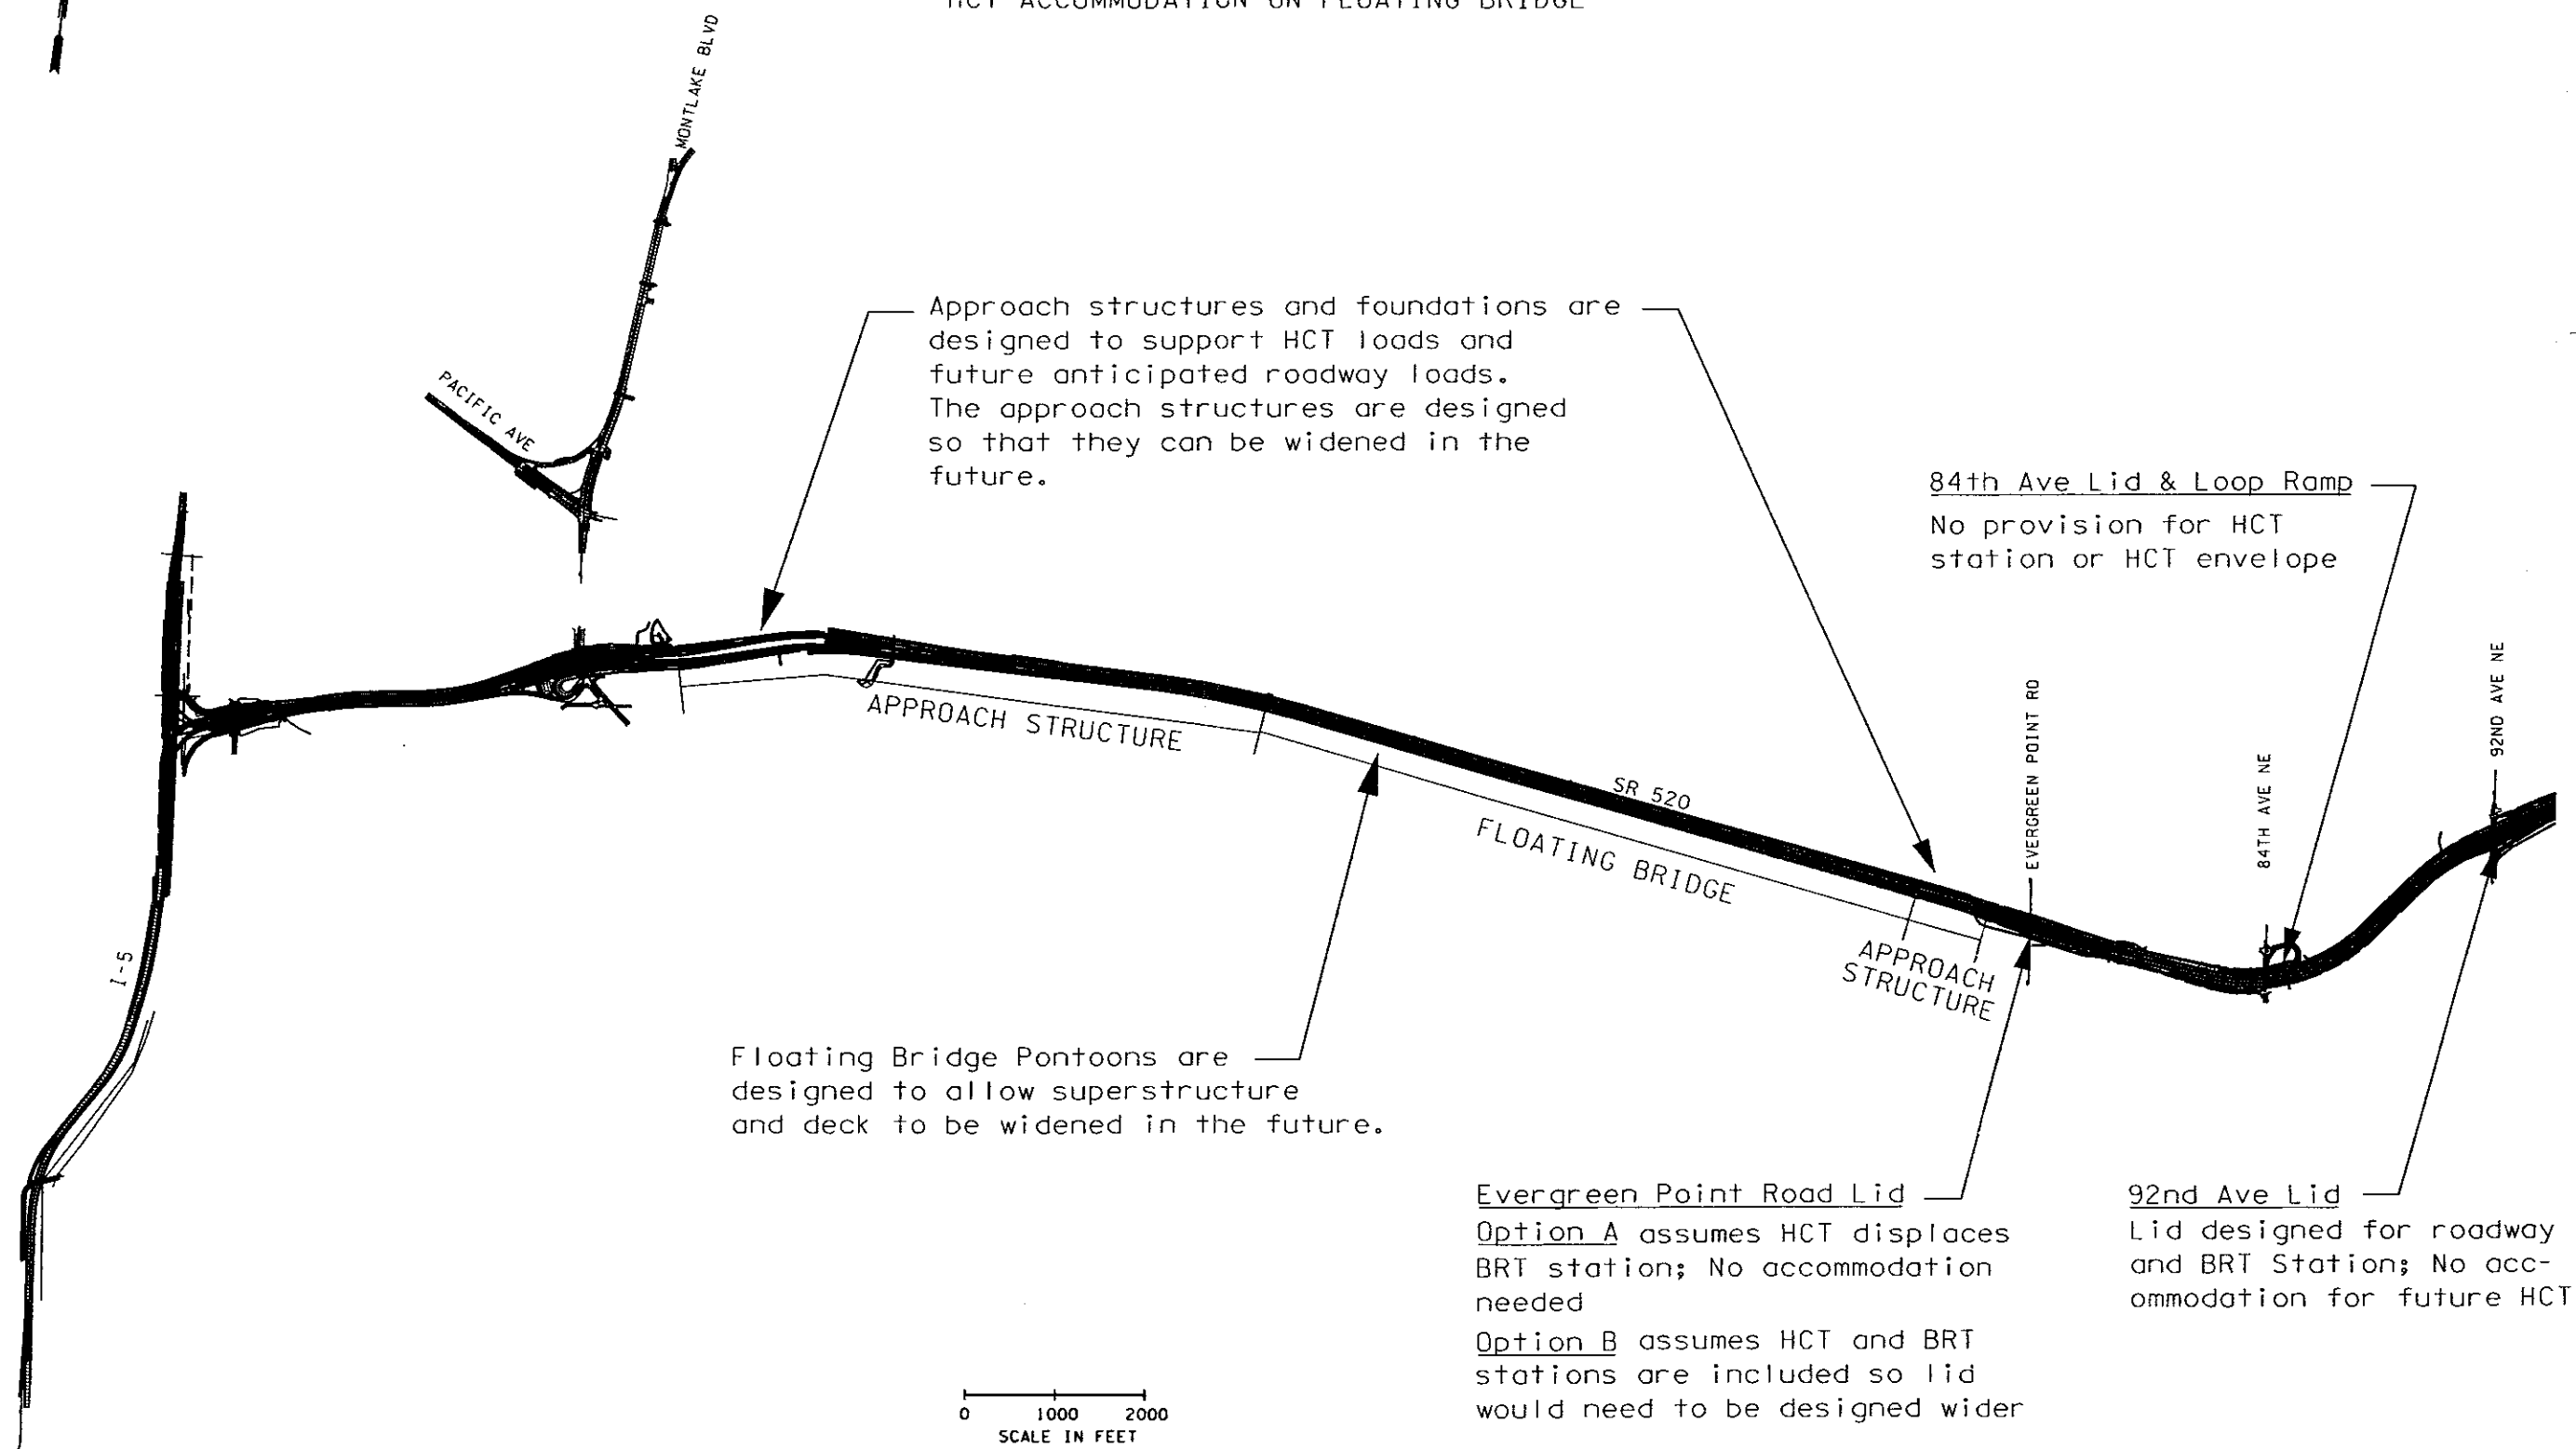 HCT ACCOMMODATION ON FLOATING BRIDGE
MONTLAKE BLVD
PACIFIC AVE
Approach structures and foundations are
designed to support HCT loads and
future anticipated roadway loads.
The approach structures are designed
so that they can be widened in the
future.
84th Ave Lid & Loop Ramp
No provision for HCT
station or HCT envelope
APPROACH STRUCTURE
SR 520
FLOATING BRIDGE
EVERGREEN POINT RD
84TH AVE NE
92ND AVE NE
APPROACH
STRUCTURE
I-5
Floating Bridge Pontoons are
designed to allow superstructure
and deck to be widened in the future.
Evergreen Point Road Lid
Option A assumes HCT displaces
BRT station; No accommodation
needed
Option B assumes HCT and BRT
stations are included so lid
would need to be designed wider
92nd Ave Lid
Lid designed for roadway
and BRT Station; No acc-
ommodation for future HCT
0 1000 2000
SCALE IN FEET